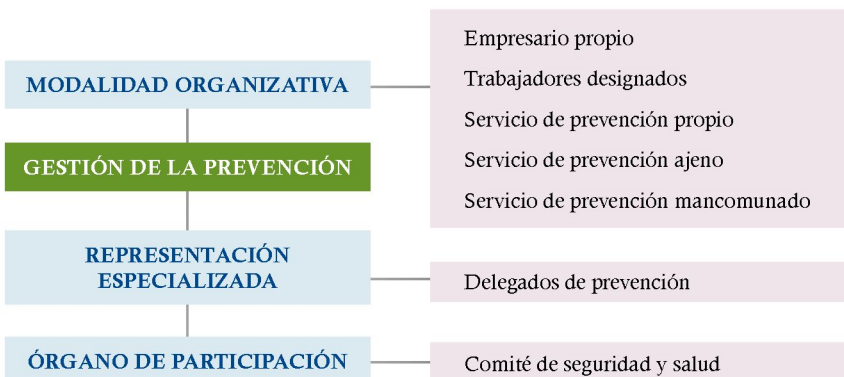 MODALIDAD ORGANIZATIVA
Empresario propio
Trabajadores designados
Servicio de prevención propio
Servicio de prevención ajeno
Servicio de prevención mancomunado
GESTIÓN DE LA PREVENCIÓN
REPRESENTACIÓN
ESPECIALIZADA
Delegados de prevención
ÓRGANO DE PARTICIPACIÓN
Comité de seguridad y salud